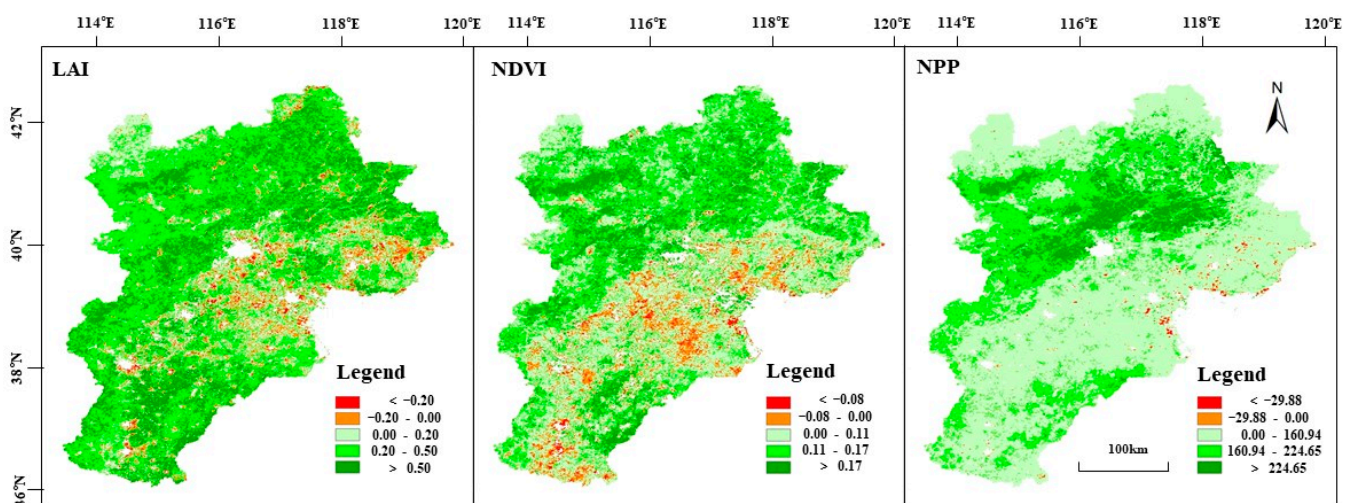 114°E 116°E 118°E 120°E 114°E 116°E 118°E 120°E 114°E 116°E 118°E 120°E
LAI NDVI NPP
N
42°N
40°N
38°N
36°N
Legend
< −0.20
−0.20 - 0.00
0.00 - 0.20
0.20 - 0.50
> 0.50
Legend
< −0.08
−0.08 - 0.00
0.00 - 0.11
0.11 - 0.17
> 0.17
Legend
< −29.88
−29.88 - 0.00
0.00 - 160.94
160.94 - 224.65
> 224.65
100km